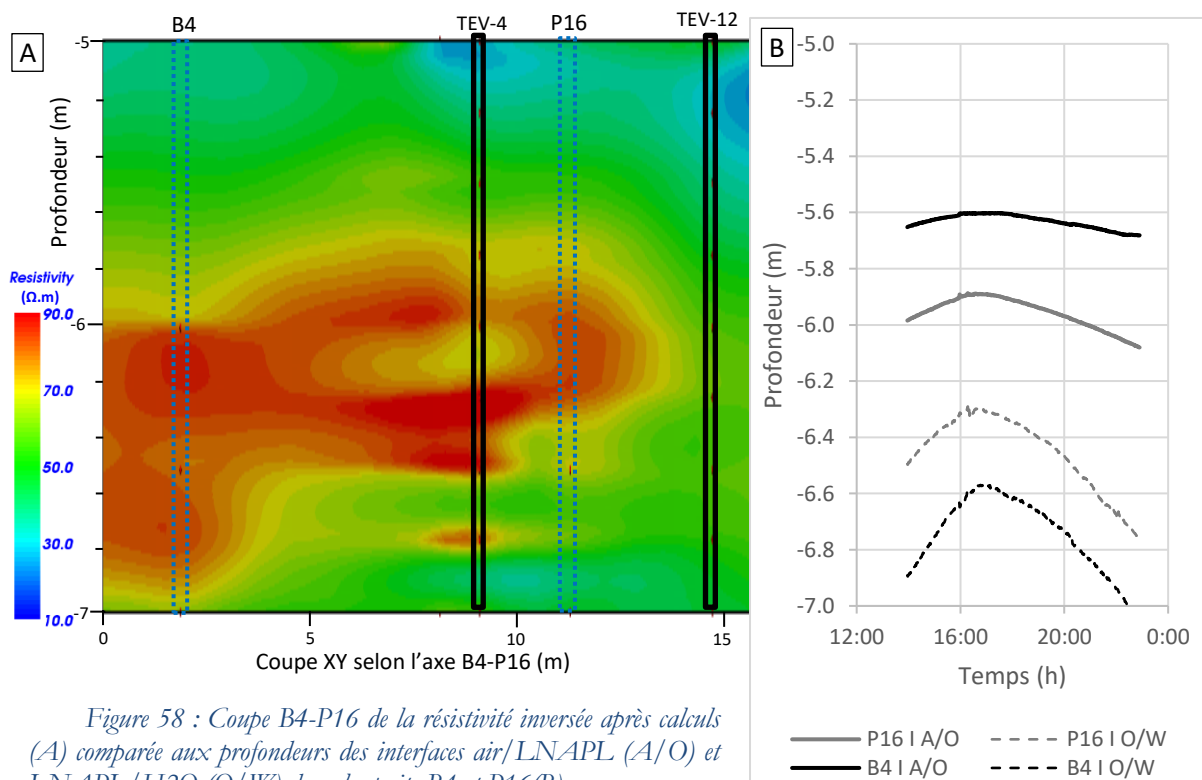 A
B4
TEV-4
P16
TEV-12
-5
-6
-7
Profondeur (m)
Resistivity
(Ω.m)
90.0
70.0
50.0
30.0
10.0
0
5
10
15
Coupe XY selon l'axe B4-P16 (m)
B
-5.0
-5.2
-5.4
-5.6
-5.8
-6.0
-6.2
-6.4
-6.6
-6.8
-7.0
Profondeur (m)
12:00
16:00
20:00
0:00
Temps (h)
P16 I A/O
P16 I O/W
B4 I A/O
B4 I O/W
Figure 58 : Coupe B4-P16 de la résistivité inversée après calculs
(A) comparée aux profondeurs des interfaces air/LNAPL (A/O) et